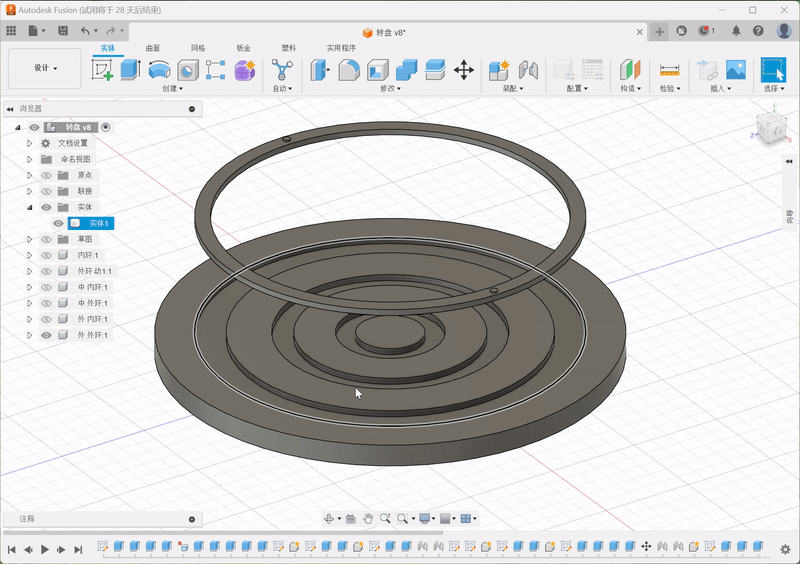 Autodesk Fusion (试用将于 28 天后结束)
转盘 v8*
1
实体 曲面 网格 钣金 塑料 实用程序
设计
创建 自动 修改 装配 配置 构造 检验 插入 选择
浏览器
转盘 v8
文档设置
命名视图
原点
联接
实体
实体1
草图
内环:1
外环 动1:1
中 内环:1
中 外环:1
外 内环:1
外 外环:1
Z
X
注释